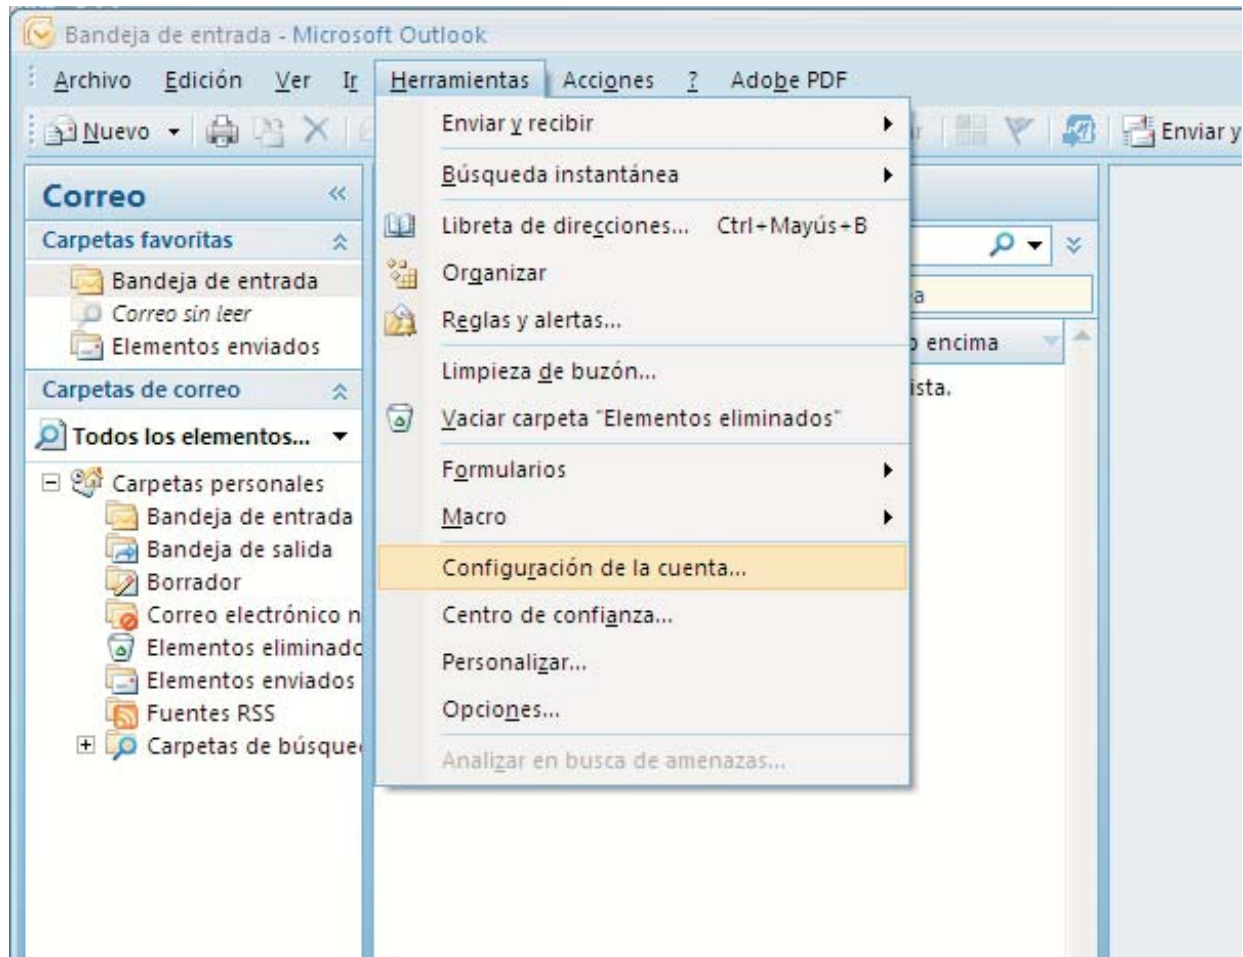 Bandeja de entrada - Microsoft Outlook
Archivo Edición Ver Ir Herramientas Acciones ? Adobe PDF
Nuevo
Enviar y
Correo
Carpetas favoritas
Bandeja de entrada
Correo sin leer
Elementos enviados
Carpetas de correo
Todos los elementos...
Carpetas personales
Bandeja de entrada
Bandeja de salida
Borrador
Correo electrónico n
Elementos eliminado
Elementos enviados
Fuentes RSS
Carpetas de búsque
Enviar y recibir
Búsqueda instantánea
Libreta de direcciones... Ctrl+Mayús+B
Organizar
Reglas y alertas...
Limpieza de buzón...
Vaciar carpeta "Elementos eliminados"
Formularios
Macro
Configuración de la cuenta...
Centro de confianza...
Personalizar...
Opciones...
Analizar en busca de amenazas...
encima
ista.